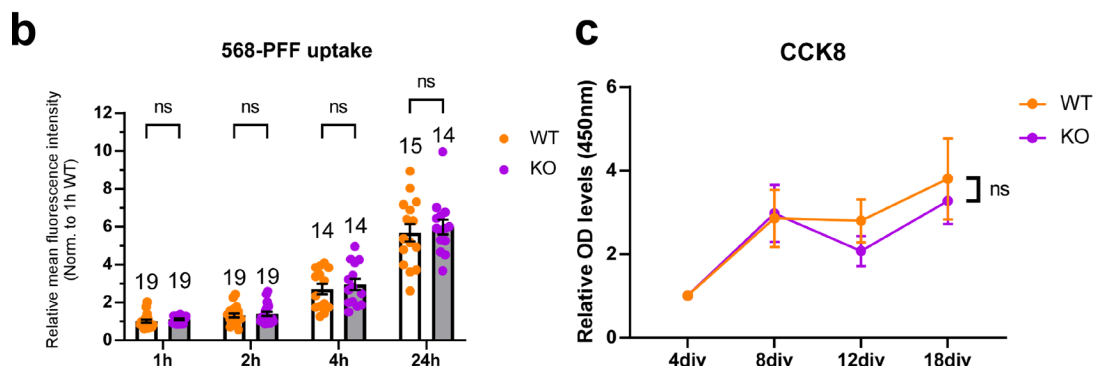 b
568-PFF uptake
Relative mean fluorescence intensity
(Norm. to 1h WT)
12
10
8
6
4
2
0
ns
ns
ns
ns
19
19
19
19
14
14
15
14
1h
2h
4h
24h
WT
KO
c
CCK8
Relative OD levels (450nm)
6
4
2
0
4div
8div
12div
18div
ns
WT
KO